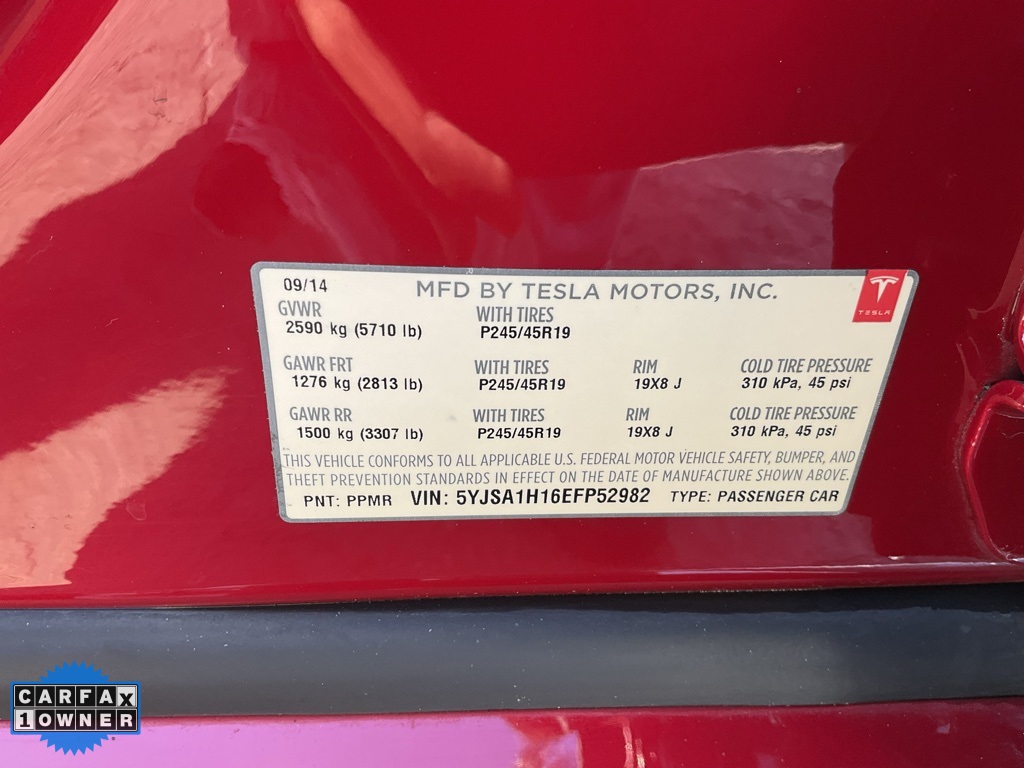 09/14 MFD BY TESLA MOTORS, INC.
TESLA
GVWR WITH TIRES
2590 kg (5710 lb) P245/45R19
GAWR FRT WITH TIRES RIM COLD TIRE PRESSURE
1276 kg (2813 lb) P245/45R19 19X8 J 310 kPa, 45 psi
GAWR RR WITH TIRES RIM COLD TIRE PRESSURE
1500 kg (3307 lb) P245/45R19 19X8 J 310 kPa, 45 psi
THIS VEHICLE CONFORMS TO ALL APPLICABLE U.S. FEDERAL MOTOR VEHICLE SAFETY, BUMPER, AND
THEFT PREVENTION STANDARDS IN EFFECT ON THE DATE OF MANUFACTURE SHOWN ABOVE.
PNT: PPMR VIN: 5YJSA1H16EFP52982 TYPE: PASSENGER CAR
CARFAX
1 OWNER